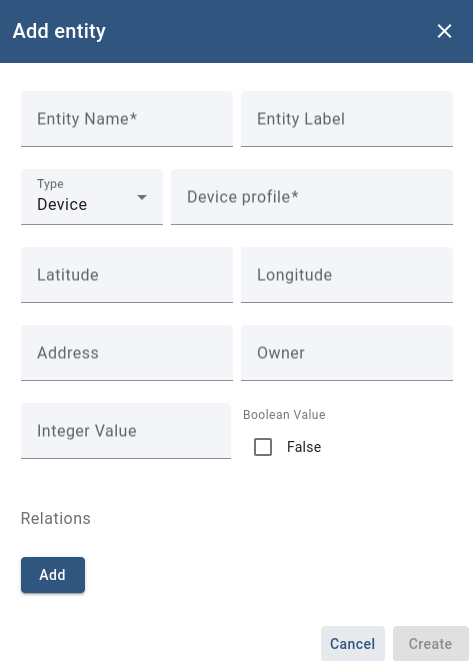 Add entity
Entity Name* Entity Label
Type
Device
Device profile*
Latitude Longitude
Address Owner
Integer Value
Boolean Value
False
Relations
Add
Cancel Create